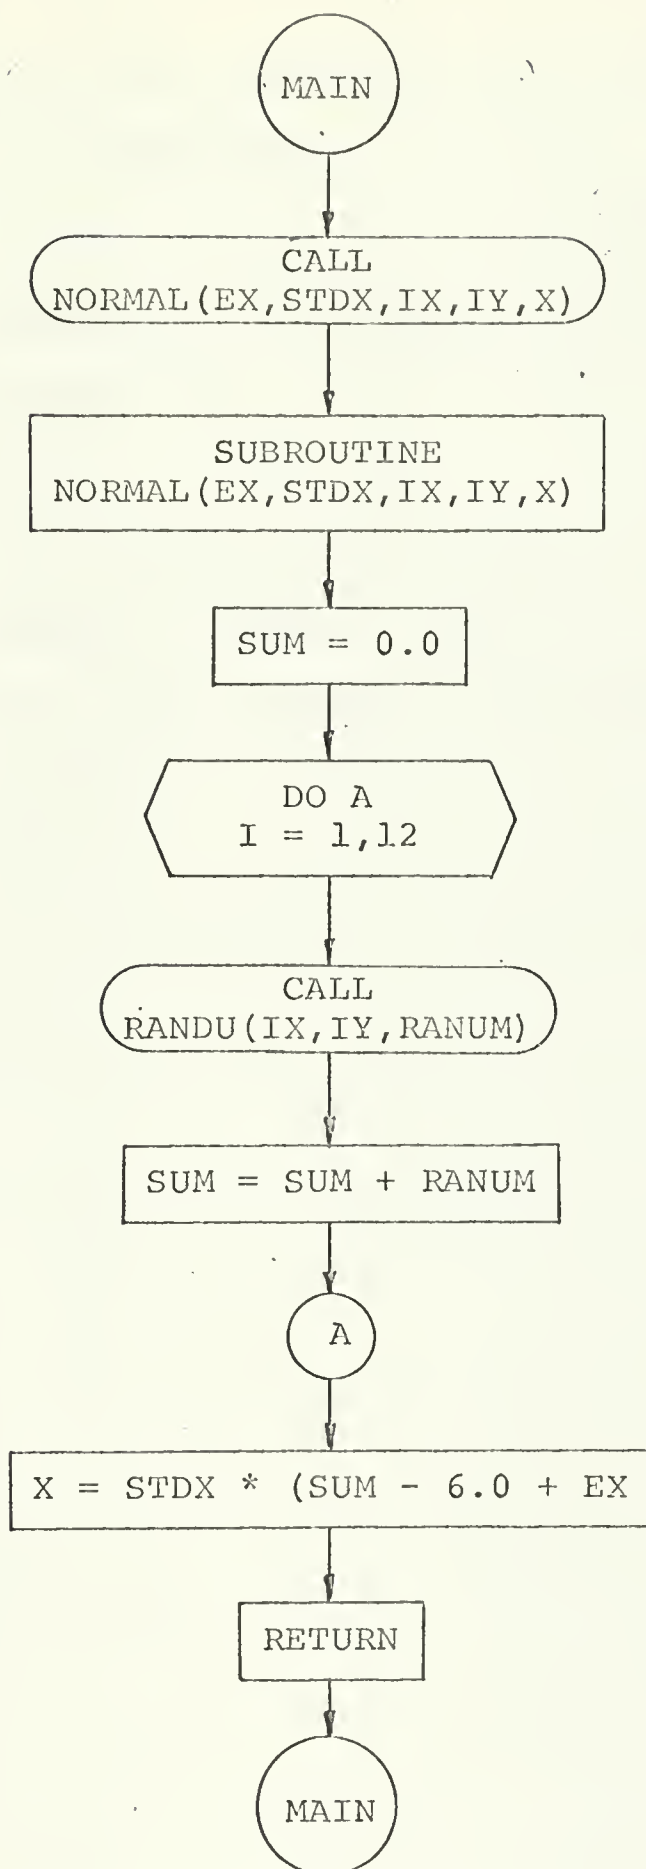 MAIN
CALL
NORMAL(EX,STDX,IX,IY,X)
SUBROUTINE
NORMAL(EX,STDX,IX,IY,X)
SUM = 0.0
DO A
I = 1,12
CALL
RANDU(IX,IY,RANUM)
SUM = SUM + RANUM
A
X = STDX * (SUM - 6.0 + EX
RETURN
MAIN